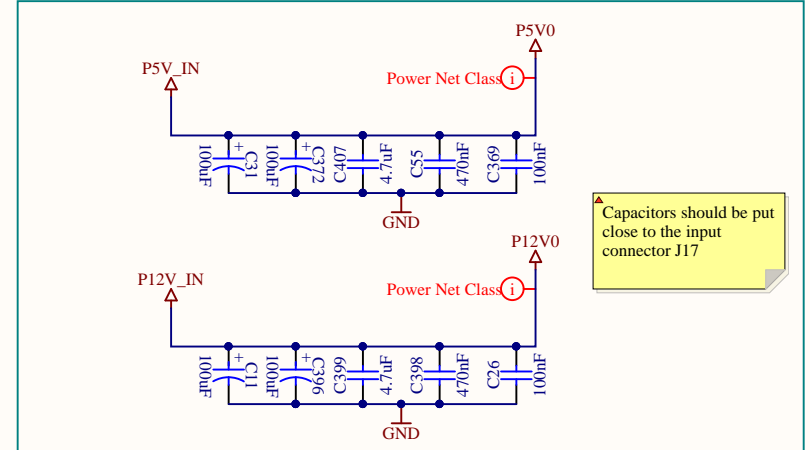 P5V0
P5V_IN
Power Net Class
i
+
C31
100uF
+
C372
100uF
C407
4.7uF
C55
470nF
C369
100nF
GND
Capacitors should be put
close to the input
connector J17
P12V0
P12V_IN
Power Net Class
i
+
C11
100uF
+
C396
100uF
C399
4.7uF
C398
470nF
C26
100nF
GND